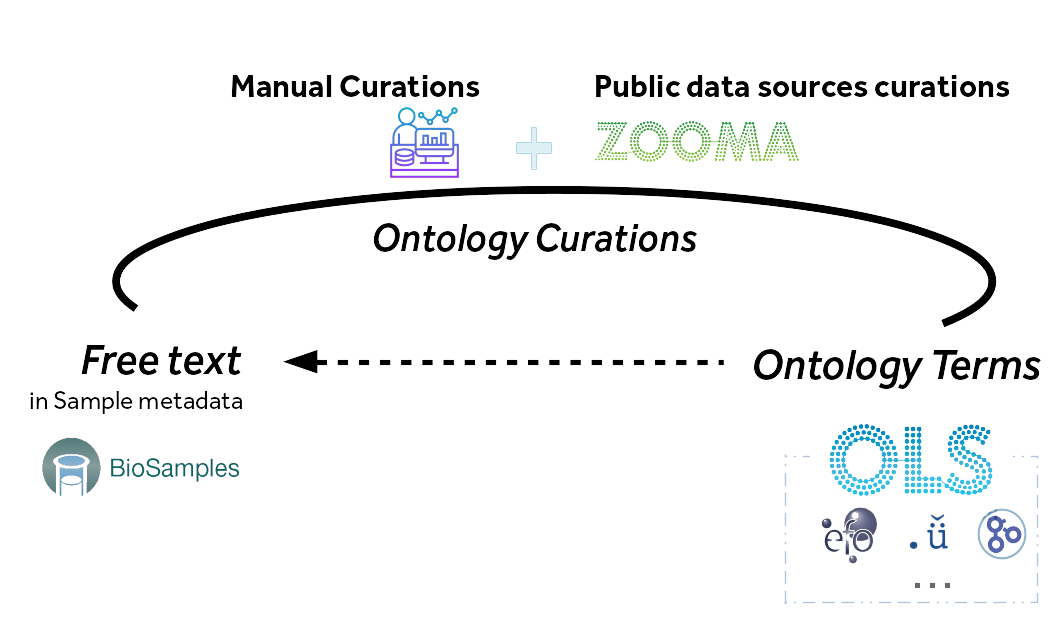 Manual Curations
Public data sources curations
ZOOMA
Ontology Curations
Free text
Ontology Terms
in Sample metadata
BioSamples
OLS
efo
.ü
...